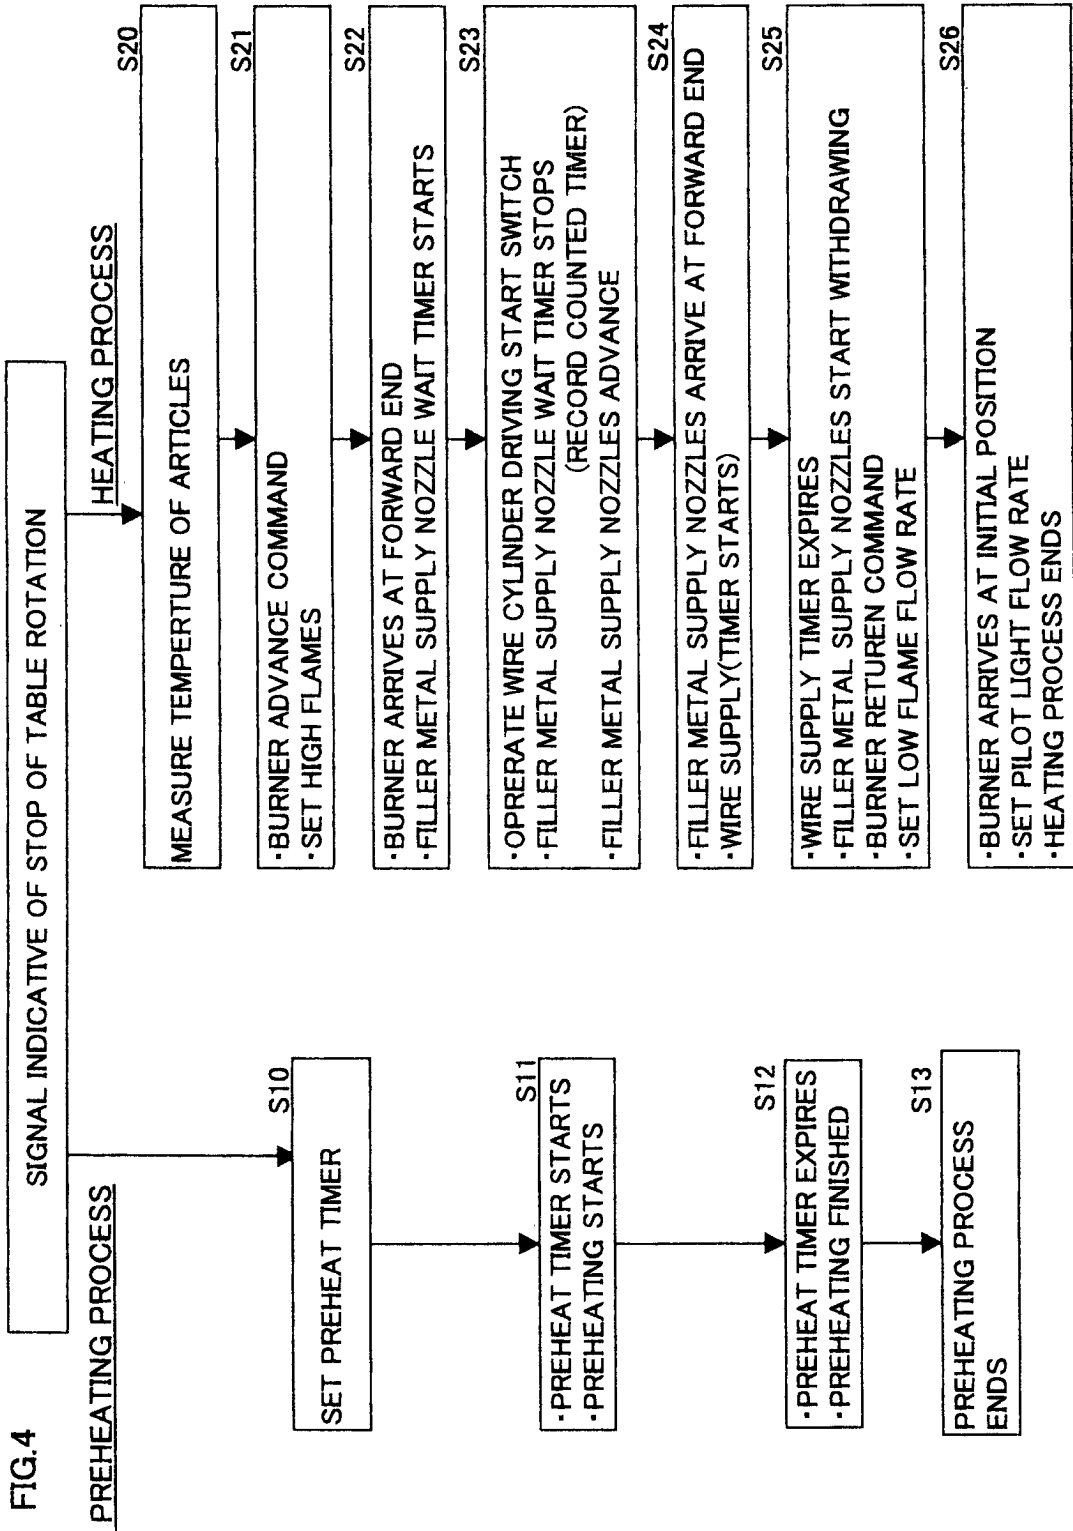 FIG.4
SIGNAL INDICATIVE OF STOP OF TABLE ROTATION
PREHEATING PROCESS
S10
SET PREHEAT TIMER
S11
·PREHEAT TIMER STARTS
·PREHEATING STARTS
S12
·PREHEAT TIMER EXPIRES
·PREHEATING FINISHED
S13
PREHEATING PROCESS
ENDS
HEATING PROCESS
S20
MEASURE TEMPERTURE OF ARTICLES
S21
·BURNER ADVANCE COMMAND
·SET HIGH FLAMES
S22
·BURNER ARRIVES AT FORWARD END
·FILLER METAL SUPPLY NOZZLE WAIT TIMER STARTS
S23
·OPRERATE WIRE CYLINDER DRIVING START SWITCH
·FILLER METAL SUPPLY NOZZLE WAIT TIMER STOPS
(RECORD COUNTED TIMER)
·FILLER METAL SUPPLY NOZZLES ADVANCE
S24
·FILLER METAL SUPPLY NOZZLES ARRIVE AT FORWARD END
·WIRE SUPPLY(TIMER STARTS)
S25
·WIRE SUPPLY TIMER EXPIRES
·FILLER METAL SUPPLY NOZZLES START WITHDRAWING
·BURNER RETUREN COMMAND
·SET LOW FLAME FLOW RATE
S26
·BURNER ARRIVES AT INITIAL POSITION
·SET PILOT LIGHT FLOW RATE
·HEATING PROCESS ENDS